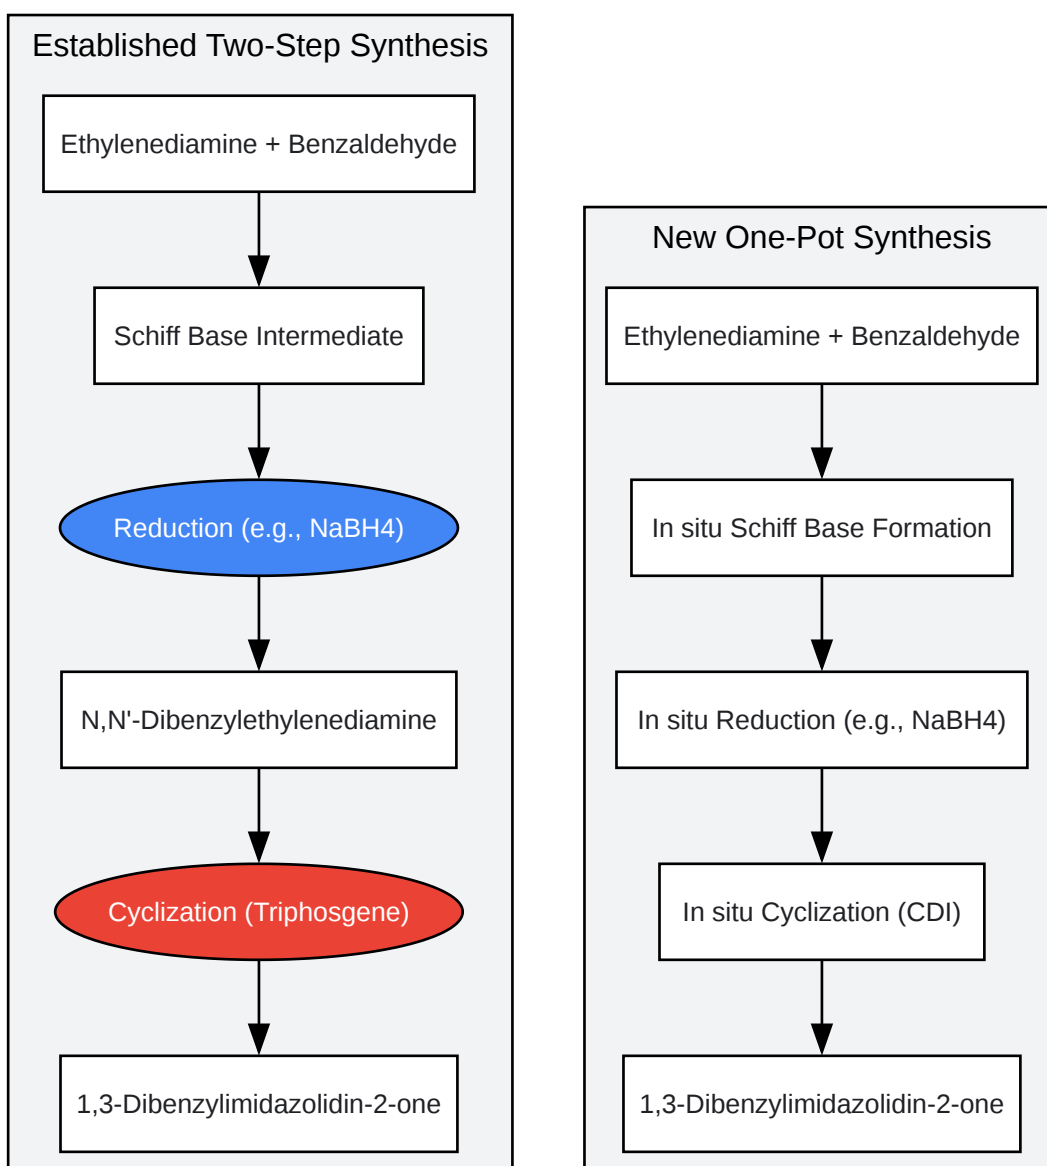 Established Two-Step Synthesis
Ethylenediamine + Benzaldehyde
Schiff Base Intermediate
Reduction (e.g., NaBH4)
N,N'-Dibenzylethylenediamine
Cyclization (Triphosgene)
1,3-Dibenzylimidazolidin-2-one
New One-Pot Synthesis
Ethylenediamine + Benzaldehyde
In situ Schiff Base Formation
In situ Reduction (e.g., NaBH4)
In situ Cyclization (CDI)
1,3-Dibenzylimidazolidin-2-one